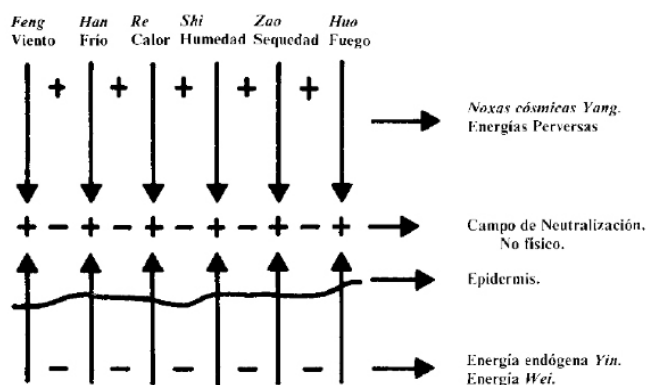 Feng Han Re Shi Zao Huo
Viento Frío Calor Humedad Sequedad Fuego
+ + + + +
Noxas cósmicas Yang.
Energías Perversas
+ - + - + - + - + - +
Campo de Neutralización.
No físico.
Epidermis.
- - - - -
Energía endógena Yin.
Energía Wei.